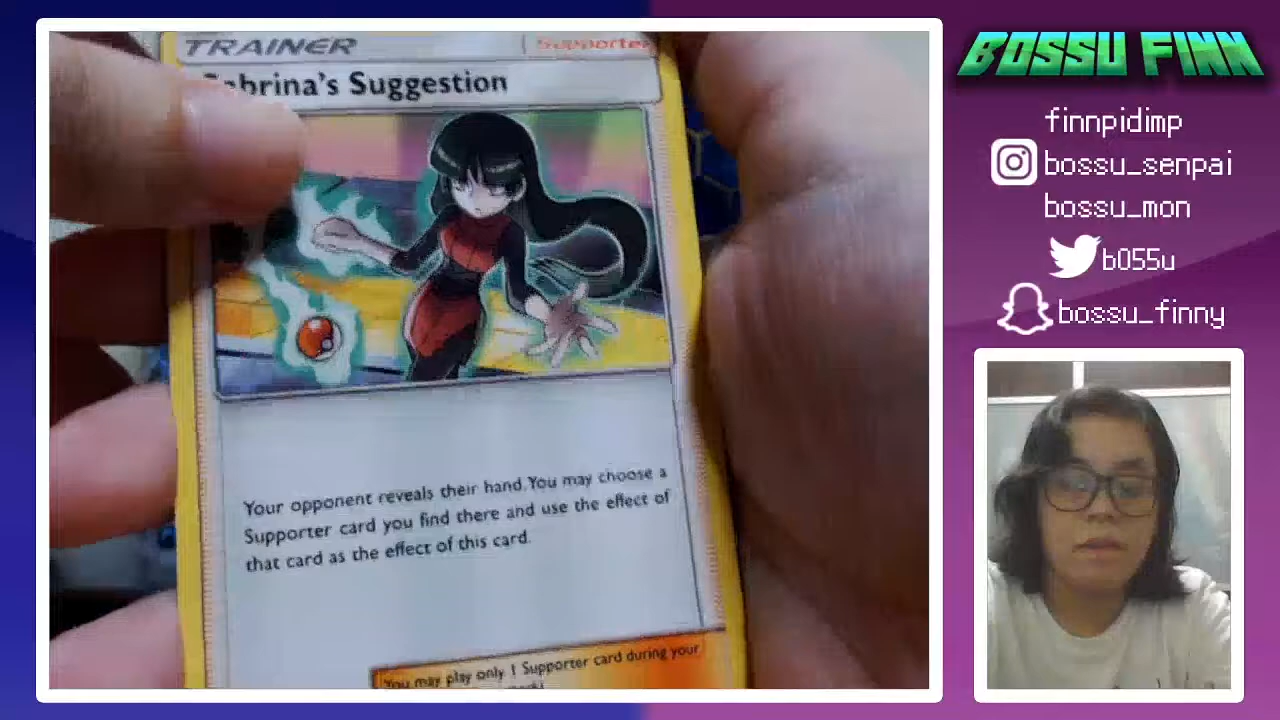 TRAINER
Supporter
Sabrina's Suggestion
Your opponent reveals their hand. You may choose a
Supporter card you find there and use the effect of
that card as the effect of this card.
You may play only 1 Supporter card during your
BOSSU FINN
finnpidimp
bossu_senpai
bossu_mon
b055u
bossu_finny